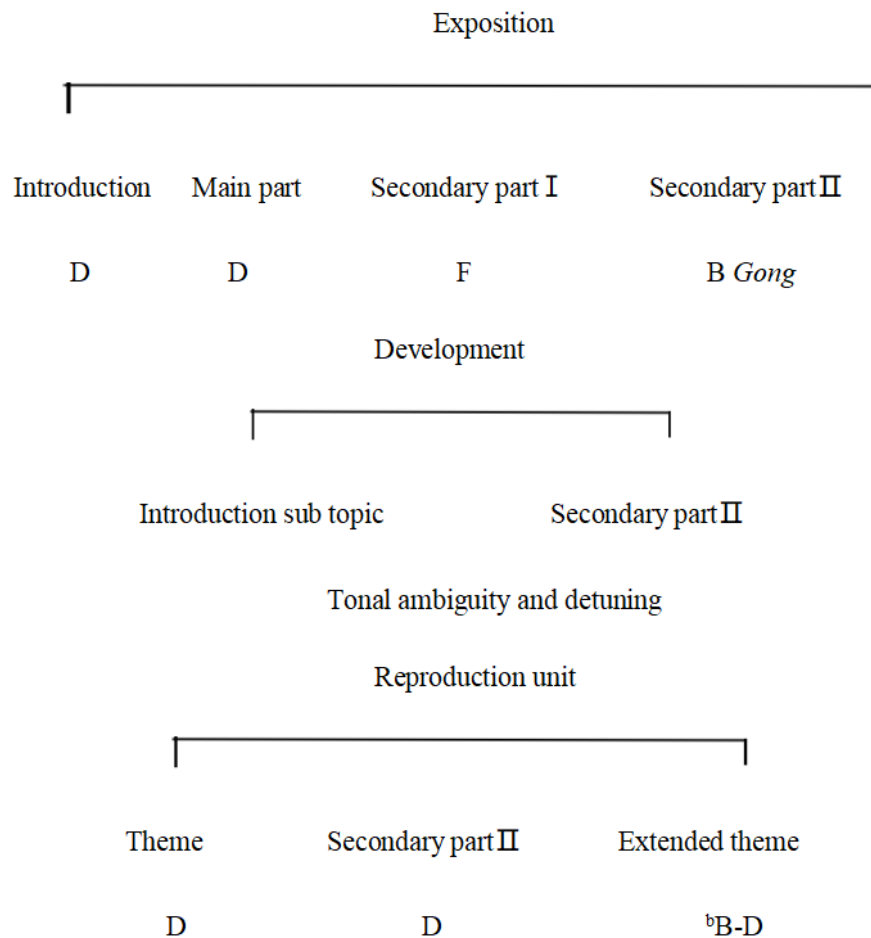 Exposition
Introduction Main part Secondary part Ⅰ Secondary part Ⅱ
D D F B Gong
Development
Introduction sub topic Secondary part Ⅱ
Tonal ambiguity and detuning
Reproduction unit
Theme Secondary part Ⅱ Extended theme
D D ᵇB-D